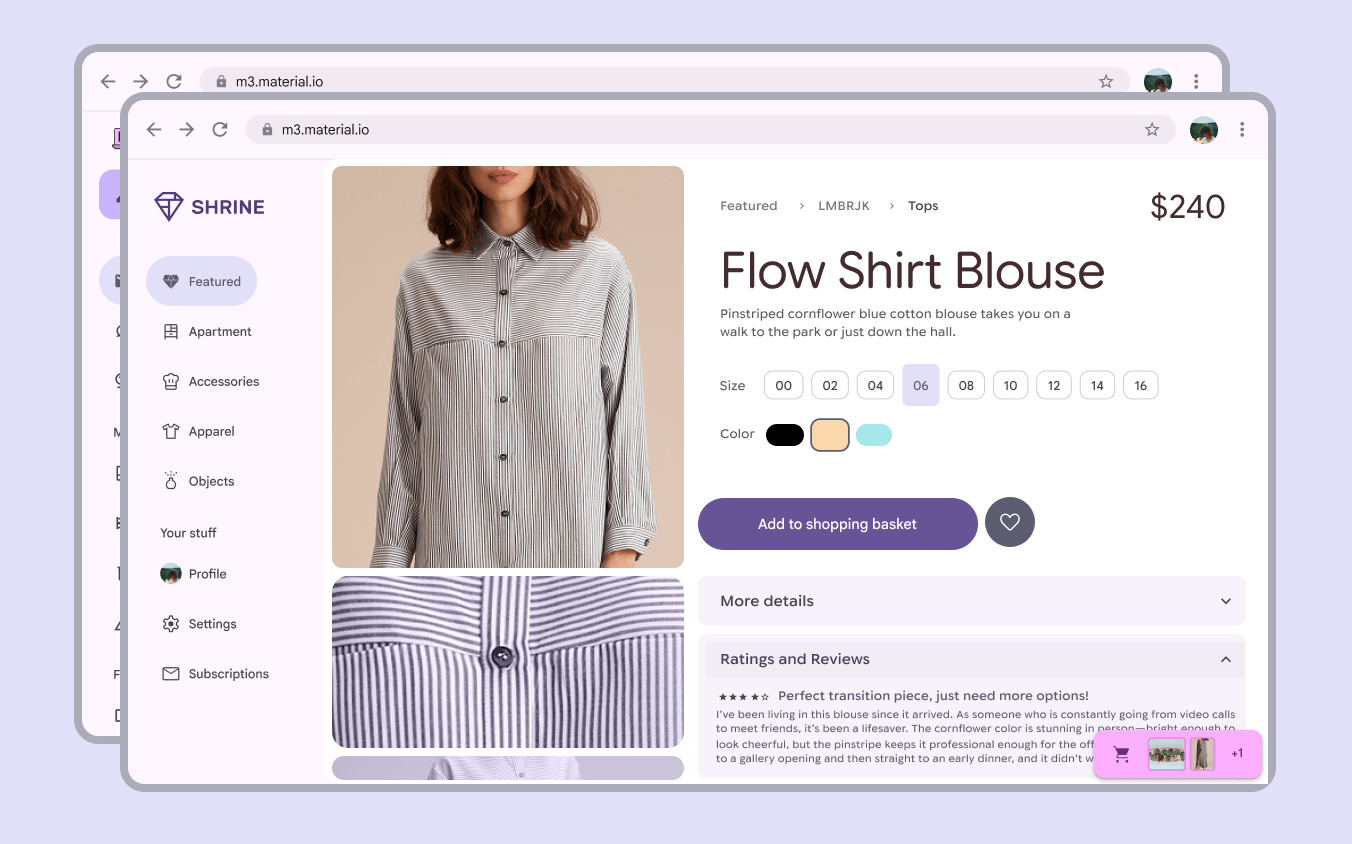 m3.material.io
m3.material.io
SHRINE
Featured
Apartment
Accessories
Apparel
Objects
Your stuff
Profile
Settings
Subscriptions
Featured > LMBRJK > Tops
$240
Flow Shirt Blouse
Pinstriped cornflower blue cotton blouse takes you on a
walk to the park or just down the hall.
Size 00 02 04 06 08 10 12 14 16
Color
Add to shopping basket
More details
Ratings and Reviews
★★★★☆ Perfect transition piece, just need more options!
I've been living in this blouse since it arrived. As someone who is constantly going from video calls
to meet friends, it's been a lifesaver. The cornflower color is stunning in person—bright enough to
look cheerful, but the pinstripe keeps it professional enough for the
to a gallery opening and then straight to an early dinner, and it didn't
+1